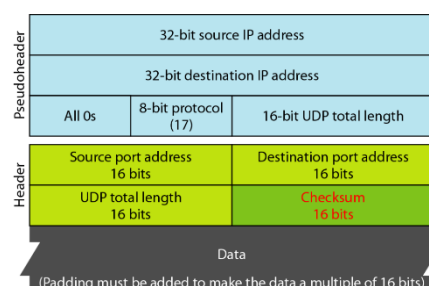 Pseudoheader
32-bit source IP address
32-bit destination IP address
All 0s
8-bit protocol
(17)
16-bit UDP total length
Header
Source port address
16 bits
Destination port address
16 bits
UDP total length
16 bits
Checksum
16 bits
Data
(Padding must be added to make the data a multiple of 16 bits)